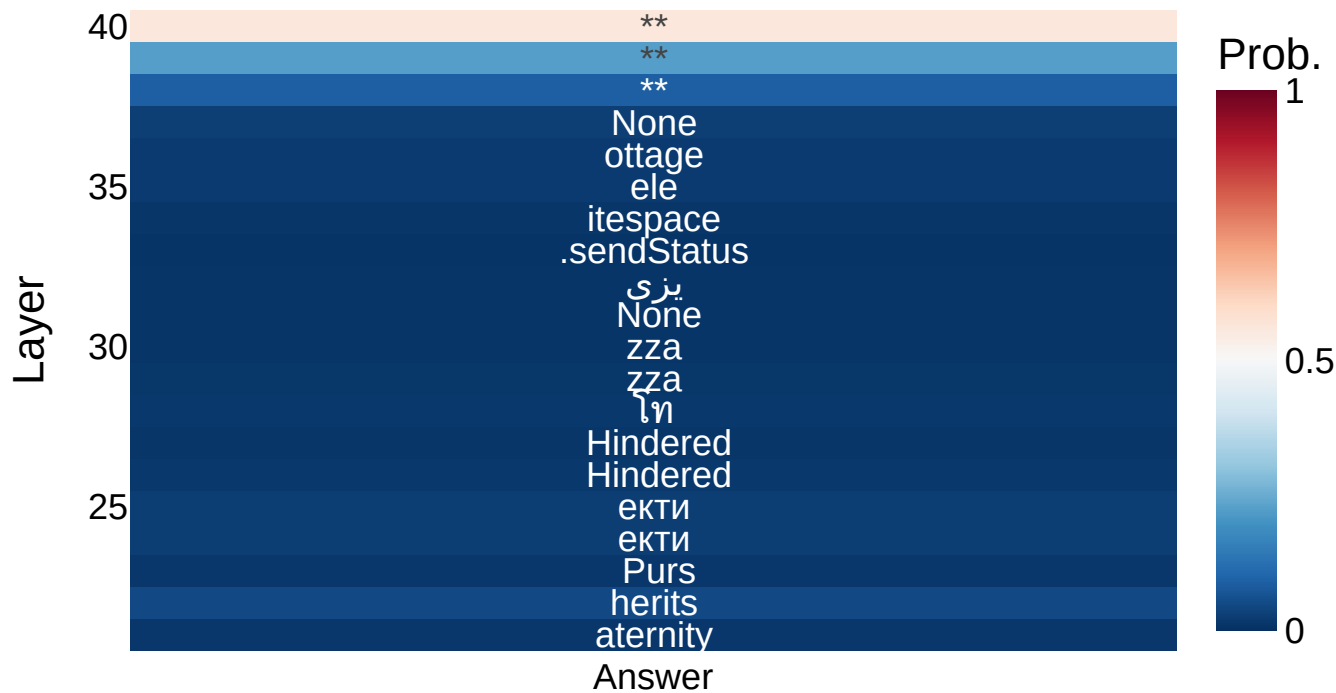 40
**
**
**
None
ottage
35
ele
itespace
.sendStatus
یزی
None
30
zza
zza
โท
Hindered
Hindered
25
екти
екти
Purs
herits
aternity
Answer
Layer
Prob.
1
0.5
0